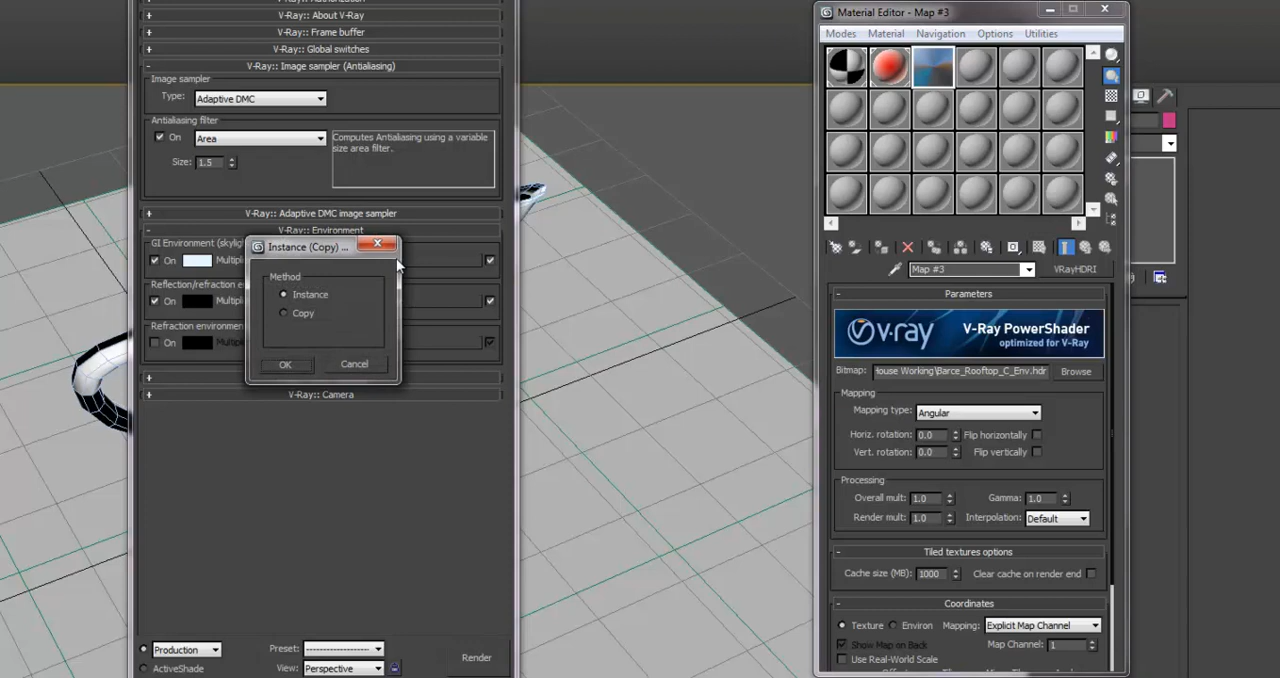 V-Ray:: About V-Ray
V-Ray:: Frame buffer
V-Ray:: Global switches
V-Ray:: Image sampler (Antialiasing)
Image sampler
Type: Adaptive DMC
Antialiasing filter
On Area
Computes Antialiasing using a variable size area filter.
Size: 1.5
V-Ray:: Adaptive DMC image sampler
V-Ray:: Environment
GI Environment (skylig
On
Reflection/refraction e
On
Refraction environmen
On
Instance (Copy) ...
Method
Instance
Copy
OK Cancel
V-Ray:: Camera
Production
ActiveShade
Preset: --------------------
View: Perspective
Render
Material Editor - Map #3
Modes Material Navigation Options Utilities
Map #3 VRayHDRI
Parameters
v-ray V-Ray PowerShader
optimized for V-Ray
Bitmap: House Working\Barce_Rooftop_C_Env.hdr Browse
Mapping
Mapping type: Angular
Horiz. rotation: 0.0 Flip horizontally
Vert. rotation: 0.0 Flip vertically
Processing
Overall mult: 1.0 Gamma: 1.0
Render mult: 1.0 Interpolation: Default
Tiled textures options
Cache size (MB): 1000 Clear cache on render end
Coordinates
Texture Environ Mapping: Explicit Map Channel
Show Map on Back Map Channel: 1
Use Real-World Scale